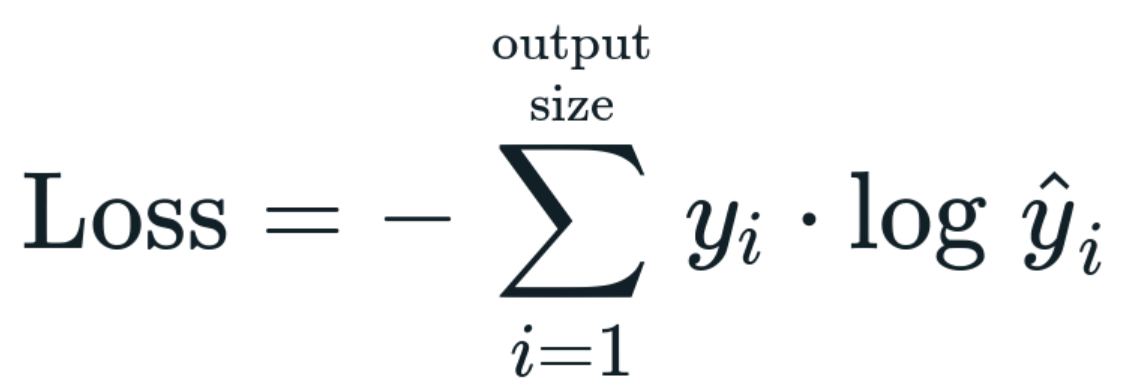 output
size
Loss = − ∑ yᵢ · log ŷᵢ
i=1